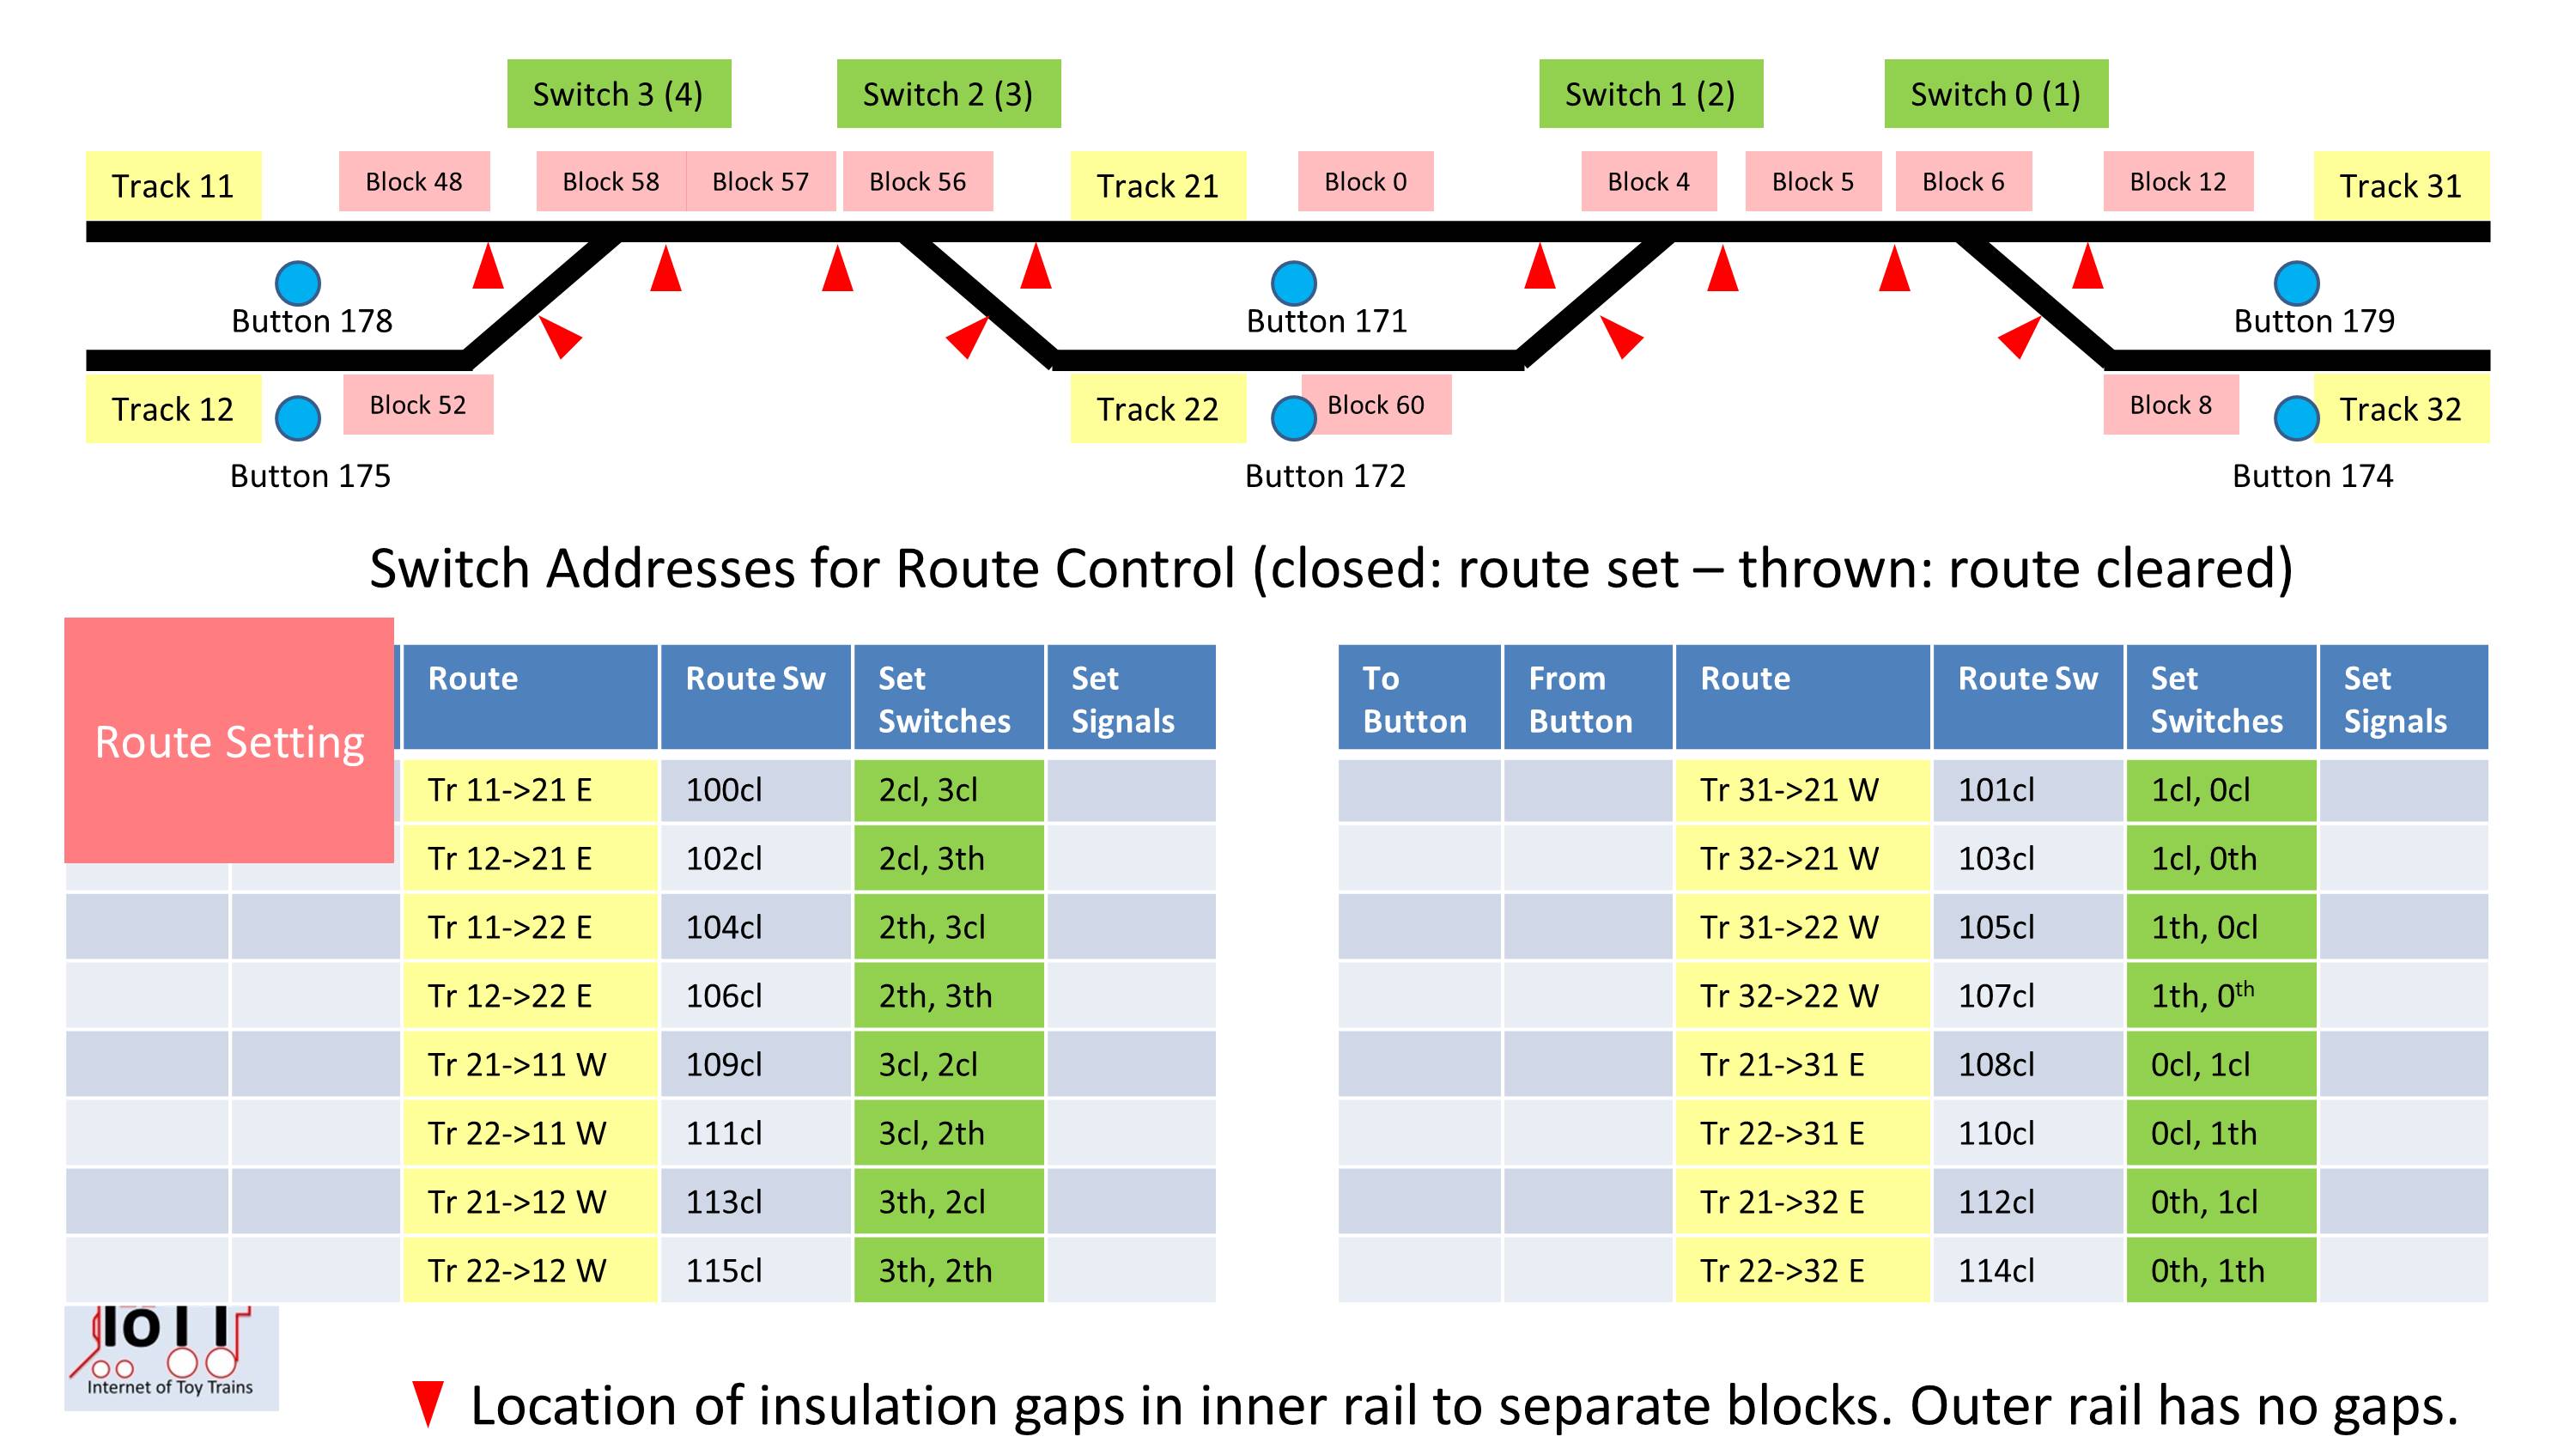 Switch 3 (4) Switch 2 (3) Switch 1 (2) Switch 0 (1)
Track 11 Block 48 Block 58 Block 57 Block 56 Track 21 Block 0 Block 4 Block 5 Block 6 Block 12 Track 31
Button 178 Button 171 Button 179
Track 12 Block 52 Track 22 Block 60 Block 8 Track 32
Button 175 Button 172 Button 174
Switch Addresses for Route Control (closed: route set – thrown: route cleared)
Route Setting
Route Route Sw Set Switches Set Signals
Tr 11->21 E 100cl 2cl, 3cl
Tr 12->21 E 102cl 2cl, 3th
Tr 11->22 E 104cl 2th, 3cl
Tr 12->22 E 106cl 2th, 3th
Tr 21->11 W 109cl 3cl, 2cl
Tr 22->11 W 111cl 3cl, 2th
Tr 21->12 W 113cl 3th, 2cl
Tr 22->12 W 115cl 3th, 2th
To Button From Button Route Route Sw Set Switches Set Signals
Tr 31->21 W 101cl 1cl, 0cl
Tr 32->21 W 103cl 1cl, 0th
Tr 31->22 W 105cl 1th, 0cl
Tr 32->22 W 107cl 1th, 0th
Tr 21->31 E 108cl 0cl, 1cl
Tr 22->31 E 110cl 0cl, 1th
Tr 21->32 E 112cl 0th, 1cl
Tr 22->32 E 114cl 0th, 1th
IoTT
Internet of Toy Trains
Location of insulation gaps in inner rail to separate blocks. Outer rail has no gaps.